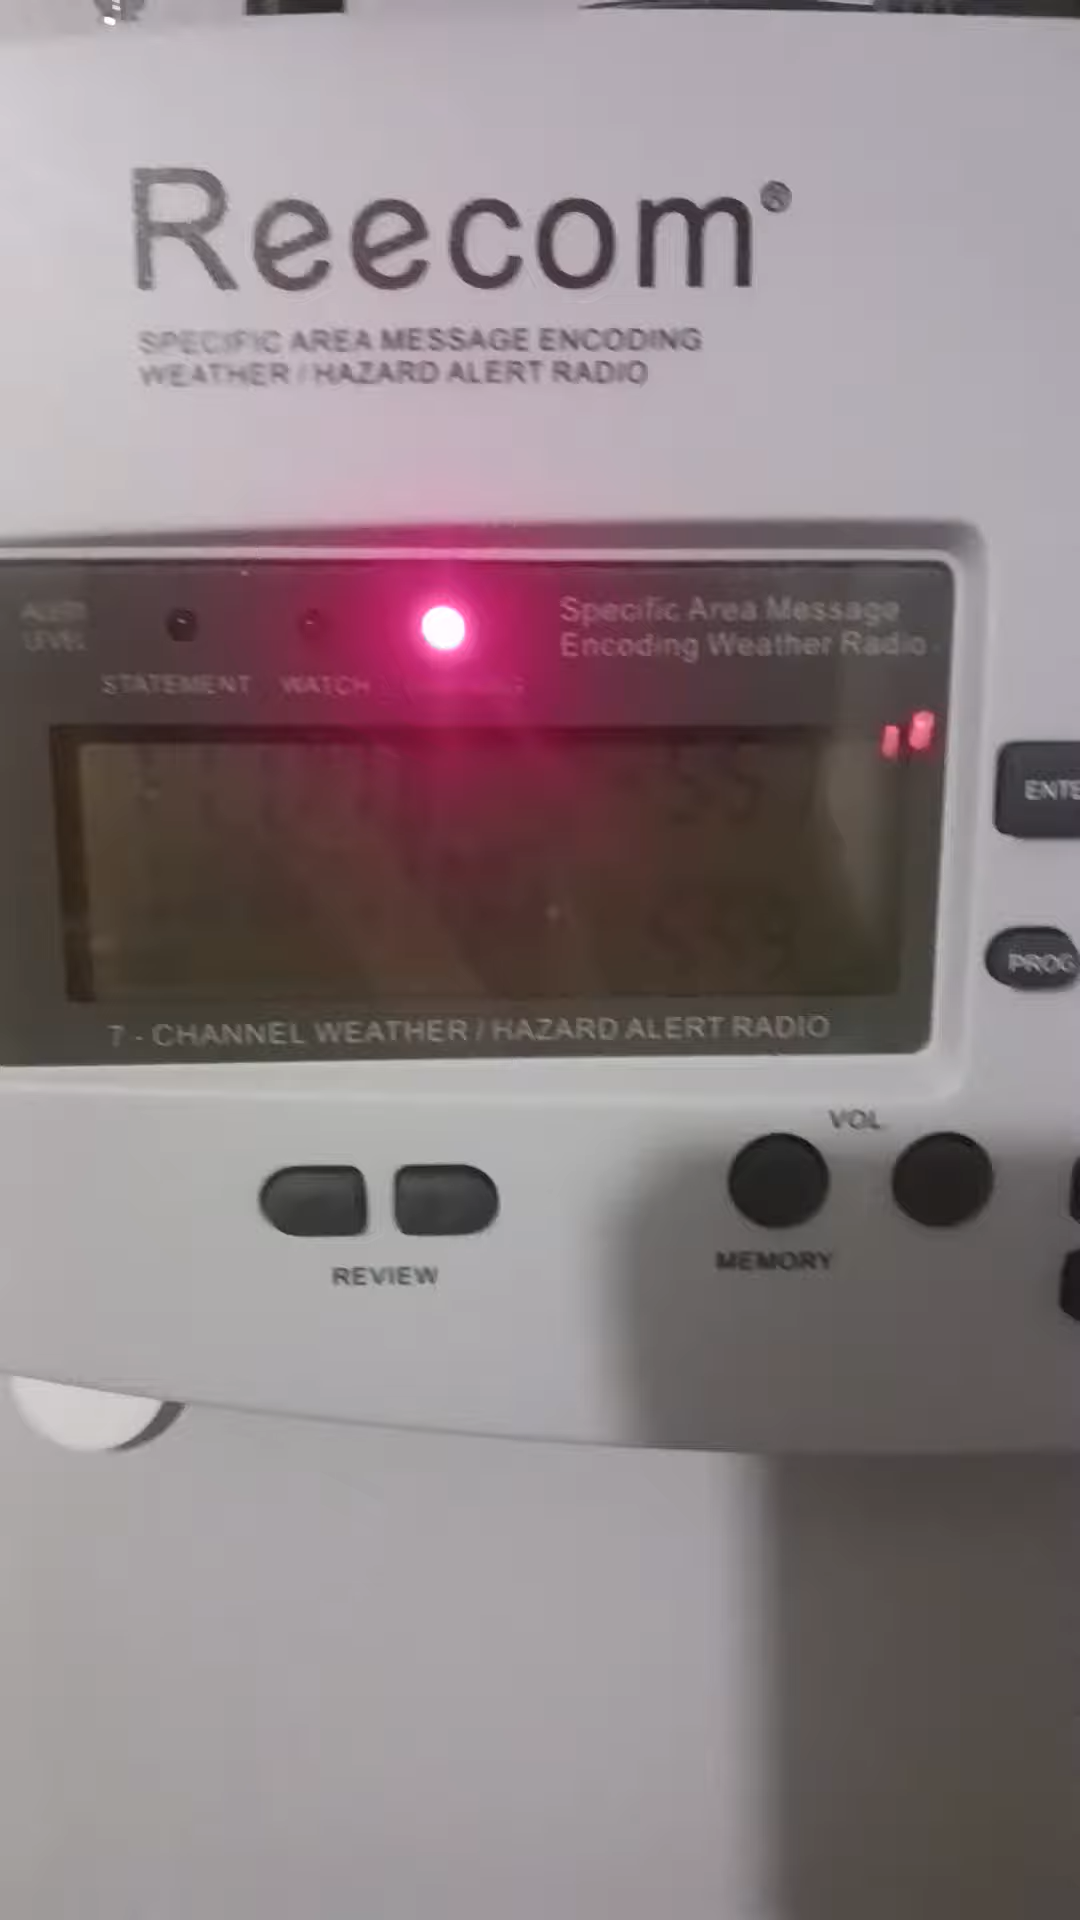 Reecom®
SPECIFIC AREA MESSAGE ENCODING
WEATHER / HAZARD ALERT RADIO
ALERT
LEVEL
Specific Area Message
Encoding Weather Radio
STATEMENT WATCH
ENTE
PROG
7 - CHANNEL WEATHER / HAZARD ALERT RADIO
VOL
MEMORY
REVIEW